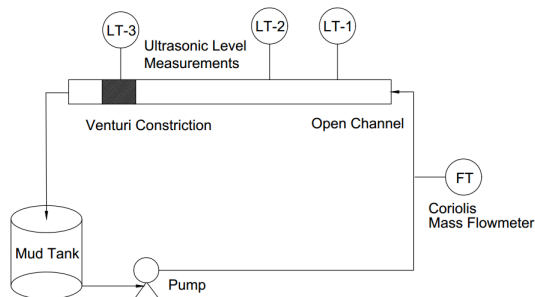 LT-3
LT-2
LT-1
Ultrasonic Level
Measurements
Venturi Constriction
Open Channel
FT
Coriolis
Mass Flowmeter
Mud Tank
Pump